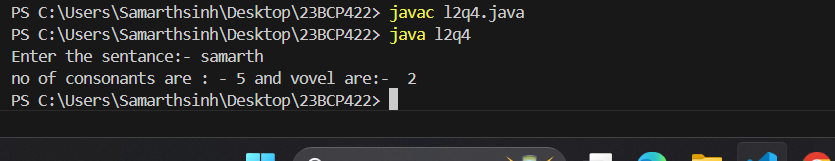 PS C:\Users\Samarthsinh\Desktop\23BCP422> javac l2q4.java
PS C:\Users\Samarthsinh\Desktop\23BCP422> java l2q4
Enter the sentance:- samarth
no of consonants are : - 5 and vovel are:-  2
PS C:\Users\Samarthsinh\Desktop\23BCP422>